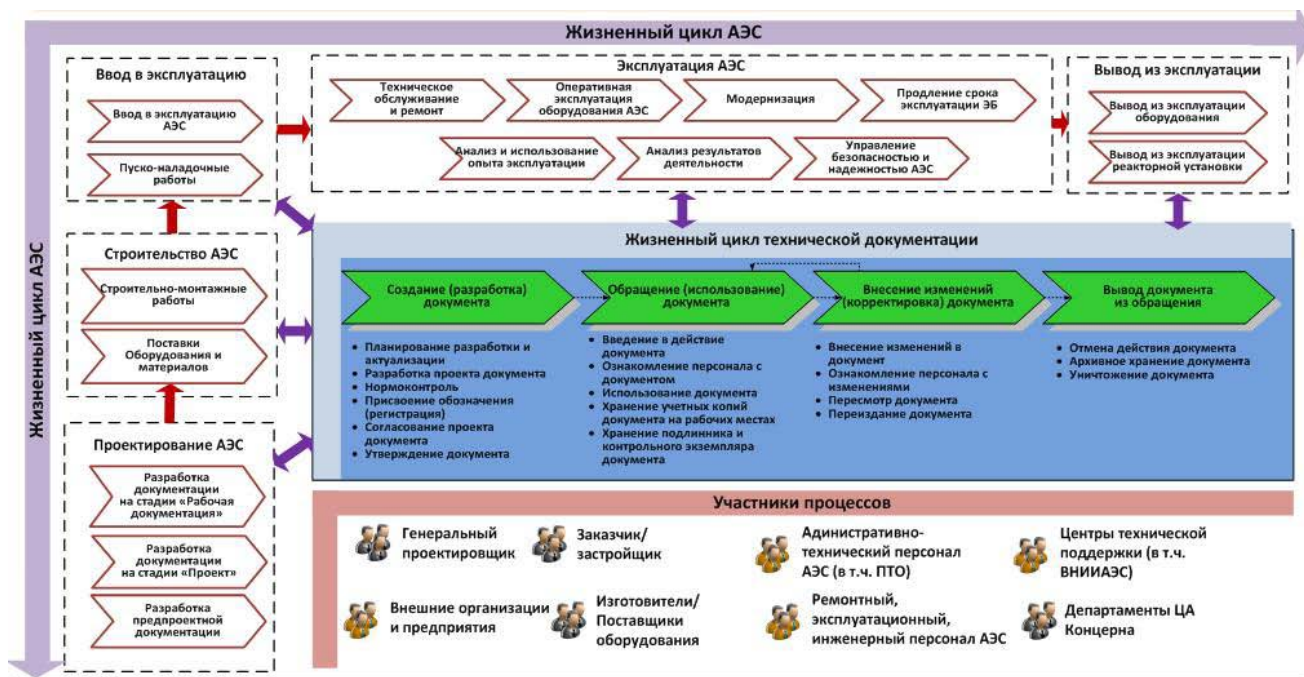 Жизненный цикл АЭС
Жизненный цикл АЭС
Ввод в эксплуатацию
Ввод в эксплуатацию
АЭС
Пуско-наладочные
работы
Строительство АЭС
Строительно-монтажные
работы
Поставки
Оборудования и
материалов
Проектирование АЭС
Разработка
документации
на стадии «Рабочая
документация»
Разработка
документации
на стадии «Проект»
Разработка
предпроектной
документации
Эксплуатация АЭС
Техническое
обслуживание
и ремонт
Оперативная
эксплуатация
оборудования АЭС
Модернизация
Продление срока
эксплуатации ЭБ
Анализ и использование
опыта эксплуатации
Анализ результатов
деятельности
Управление
безопасностью и
надежностью АЭС
Вывод из эксплуатации
Вывод из эксплуатации
оборудования
Вывод из эксплуатации
реакторной установки
Жизненный цикл технической документации
Создание (разработка)
документа
• Планирование разработки и
актуализации
• Разработка проекта документа
• Нормоконтроль
• Присвоение обозначения
(регистрация)
• Согласование проекта
документа
• Утверждение документа
Обращение (использование)
документа
• Введение в действие
документа
• Ознакомление персонала с
документом
• Использование документа
• Хранение учетных копий
документа на рабочих местах
• Хранение подлинника и
контрольного экземпляра
документа
Внесение изменений
(корректировка) документа
• Внесение изменений в
документ
• Ознакомление персонала с
изменениями
• Пересмотр документа
• Переиздание документа
Вывод документа
из обращения
• Отмена действия документа
• Архивное хранение документа
• Уничтожение документа
Участники процессов
Генеральный
проектировщик
Заказчик/
застройщик
Адинистративно-
технический персонал
АЭС (в т.ч. ПТО)
Центры технической
поддержки (в т.ч.
ВНИИАЭС)
Внешние организации
и предприятия
Изготовители/
Поставщики
оборудования
Ремонтный,
эксплуатационный,
инженерный персонал АЭС
Департаменты ЦА
Концерна